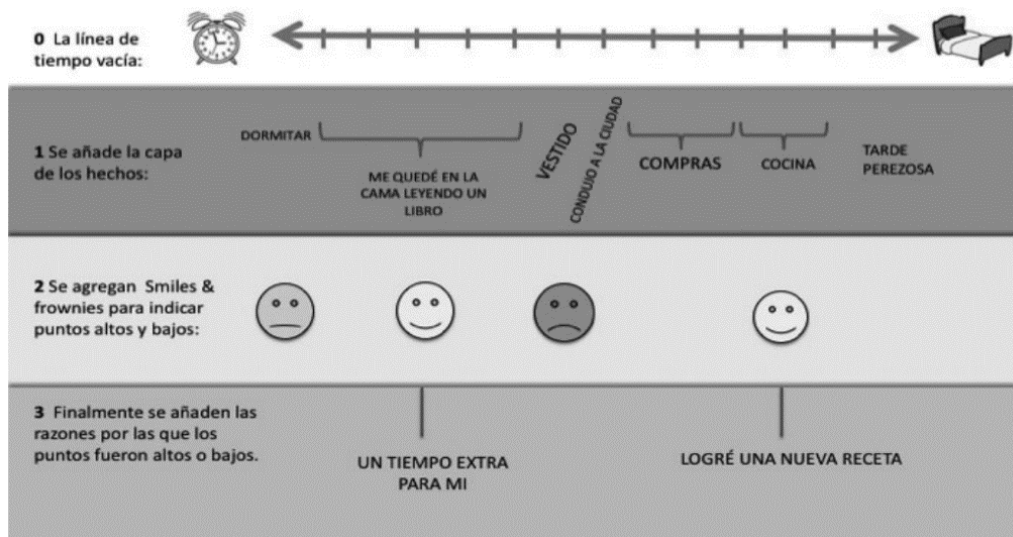 0 La línea de
tiempo vacía:
1 Se añade la capa
de los hechos:
DORMITAR
ME QUEDÉ EN LA
CAMA LEYENDO UN
LIBRO
VESTIDO
CONDUJO A LA CIUDAD
COMPRAS
COCINA
TARDE
PEREZOSA
2 Se agregan Smiles &
frownies para indicar
puntos altos y bajos:
3 Finalmente se añaden las
razones por las que los
puntos fueron altos o bajos.
UN TIEMPO EXTRA
PARA MI
LOGRÉ UNA NUEVA RECETA